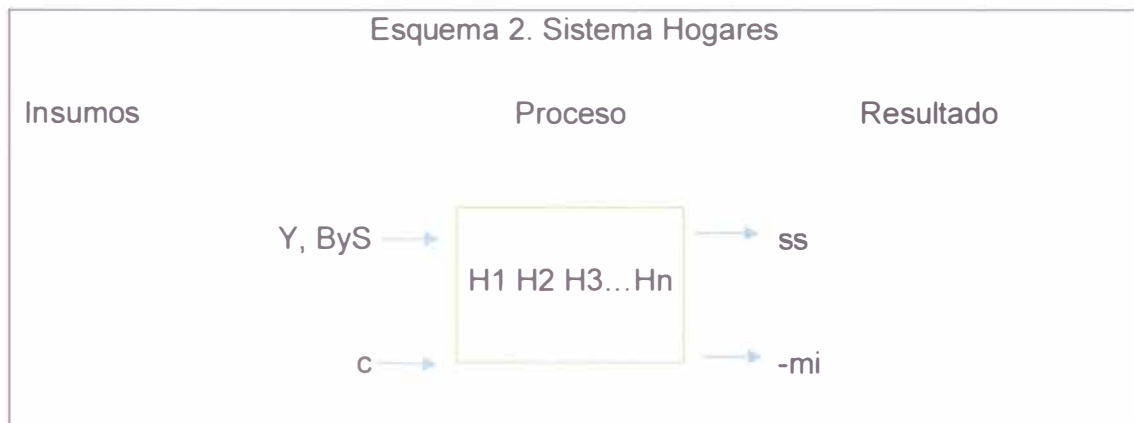 Esquema 2. Sistema Hogares
Insumos Proceso Resultado
Y, ByS ss
H1 H2 H3...Hn
c -mi